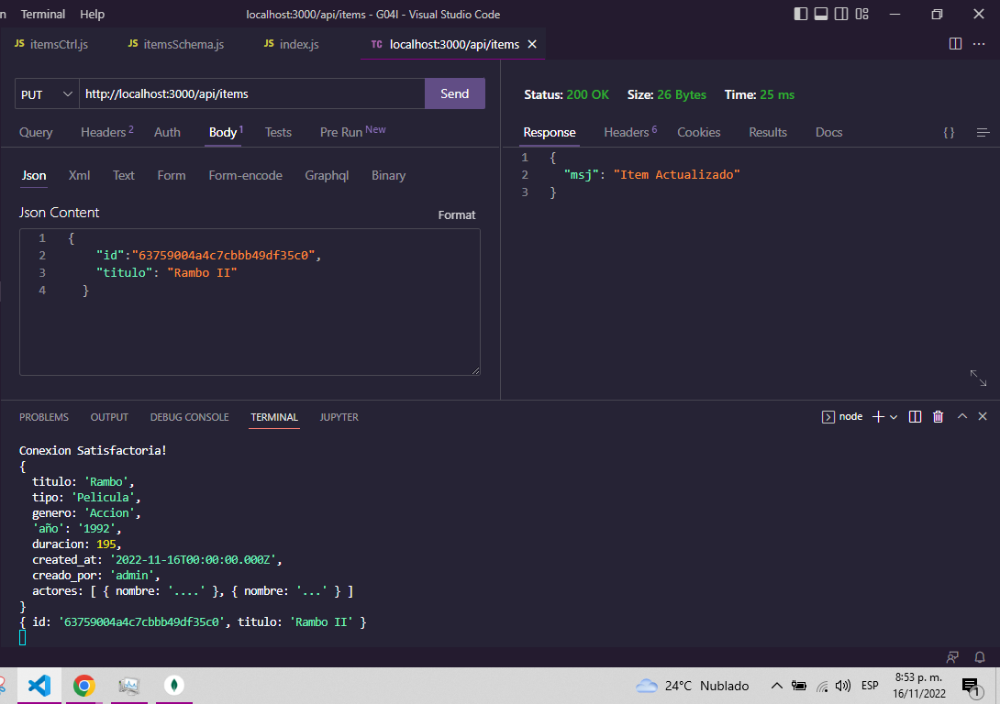 n Terminal Help localhost:3000/api/items - G04I - Visual Studio Code
JS itemsCtrl.js JS itemsSchema.js JS index.js TC localhost:3000/api/items
PUT http://localhost:3000/api/items Send
Query Headers 2 Auth Body 1 Tests Pre Run New
Json Xml Text Form Form-encode Graphql Binary
Json Content Format
1 {
2 "id":"63759004a4c7cbbb49df35c0",
3 "titulo": "Rambo II"
4 }
Status: 200 OK Size: 26 Bytes Time: 25 ms
Response Headers 6 Cookies Results Docs {}
1 {
2 "msj": "Item Actualizado"
3 }
PROBLEMS OUTPUT DEBUG CONSOLE TERMINAL JUPYTER node
Conexion Satisfactoria!
{
titulo: 'Rambo',
tipo: 'Pelicula',
genero: 'Accion',
'año': '1992',
duracion: 195,
created_at: '2022-11-16T00:00:00.000Z',
creado_por: 'admin',
actores: [ { nombre: '....' }, { nombre: '...' } ]
}
{ id: '63759004a4c7cbbb49df35c0', titulo: 'Rambo II' }
24°C Nublado ESP 8:53 p. m.
16/11/2022
1